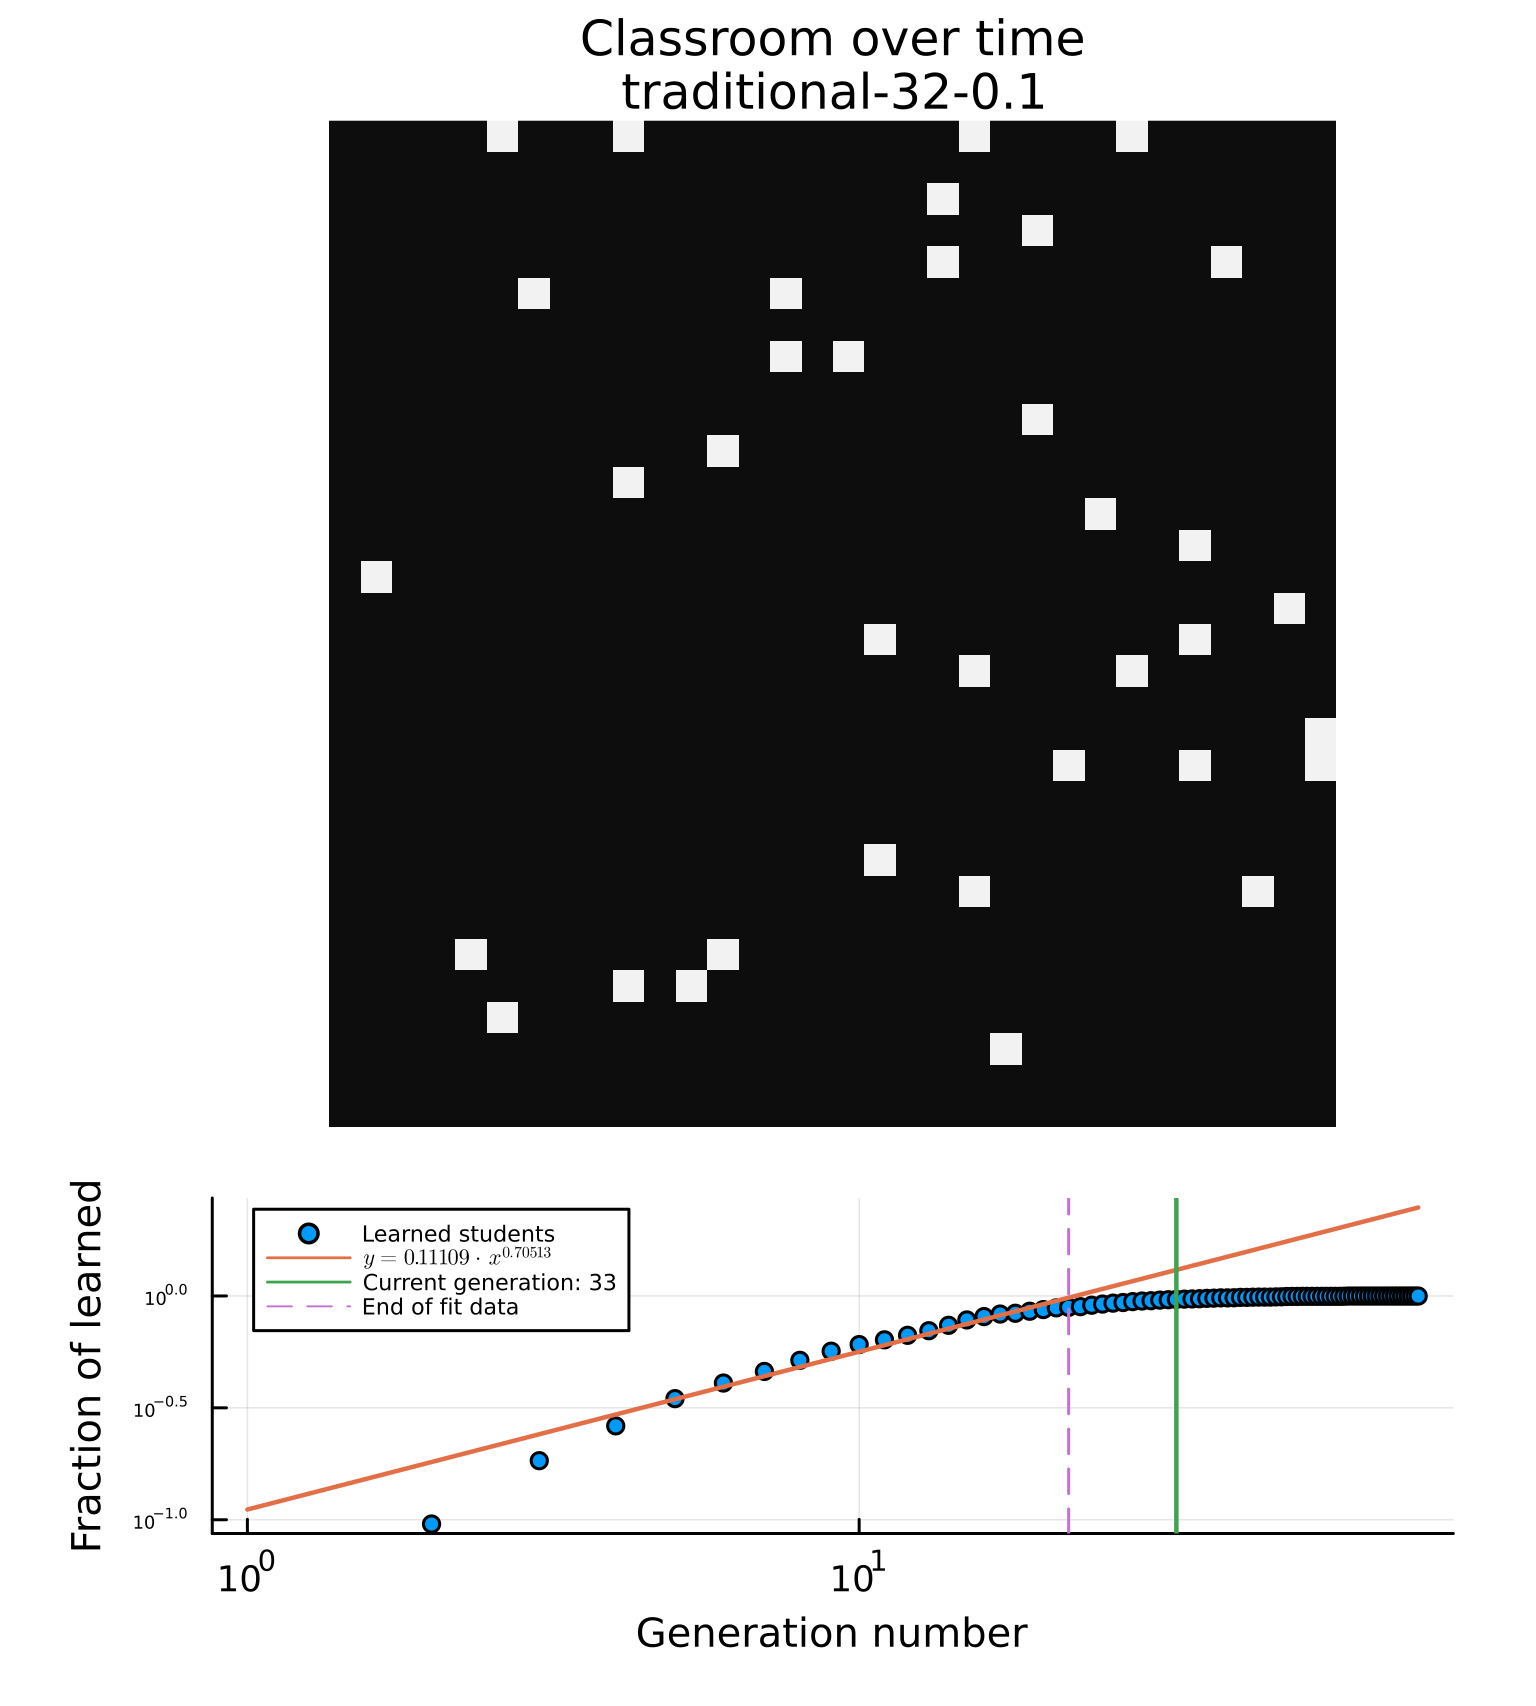 Classroom over time
traditional-32-0.1
Fraction of learned
Learned students
y = 0.11109 · x^0.70513
Current generation: 33
End of fit data
10^0.0
10^−0.5
10^−1.0
10^0
10^1
Generation number